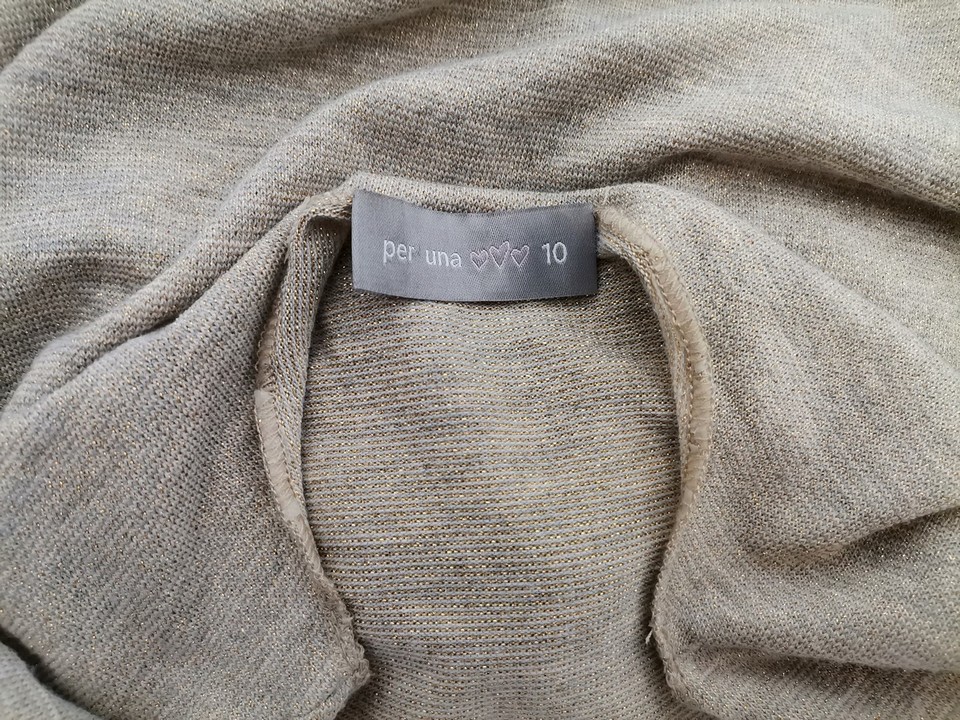 per una ♡♡♡ 10